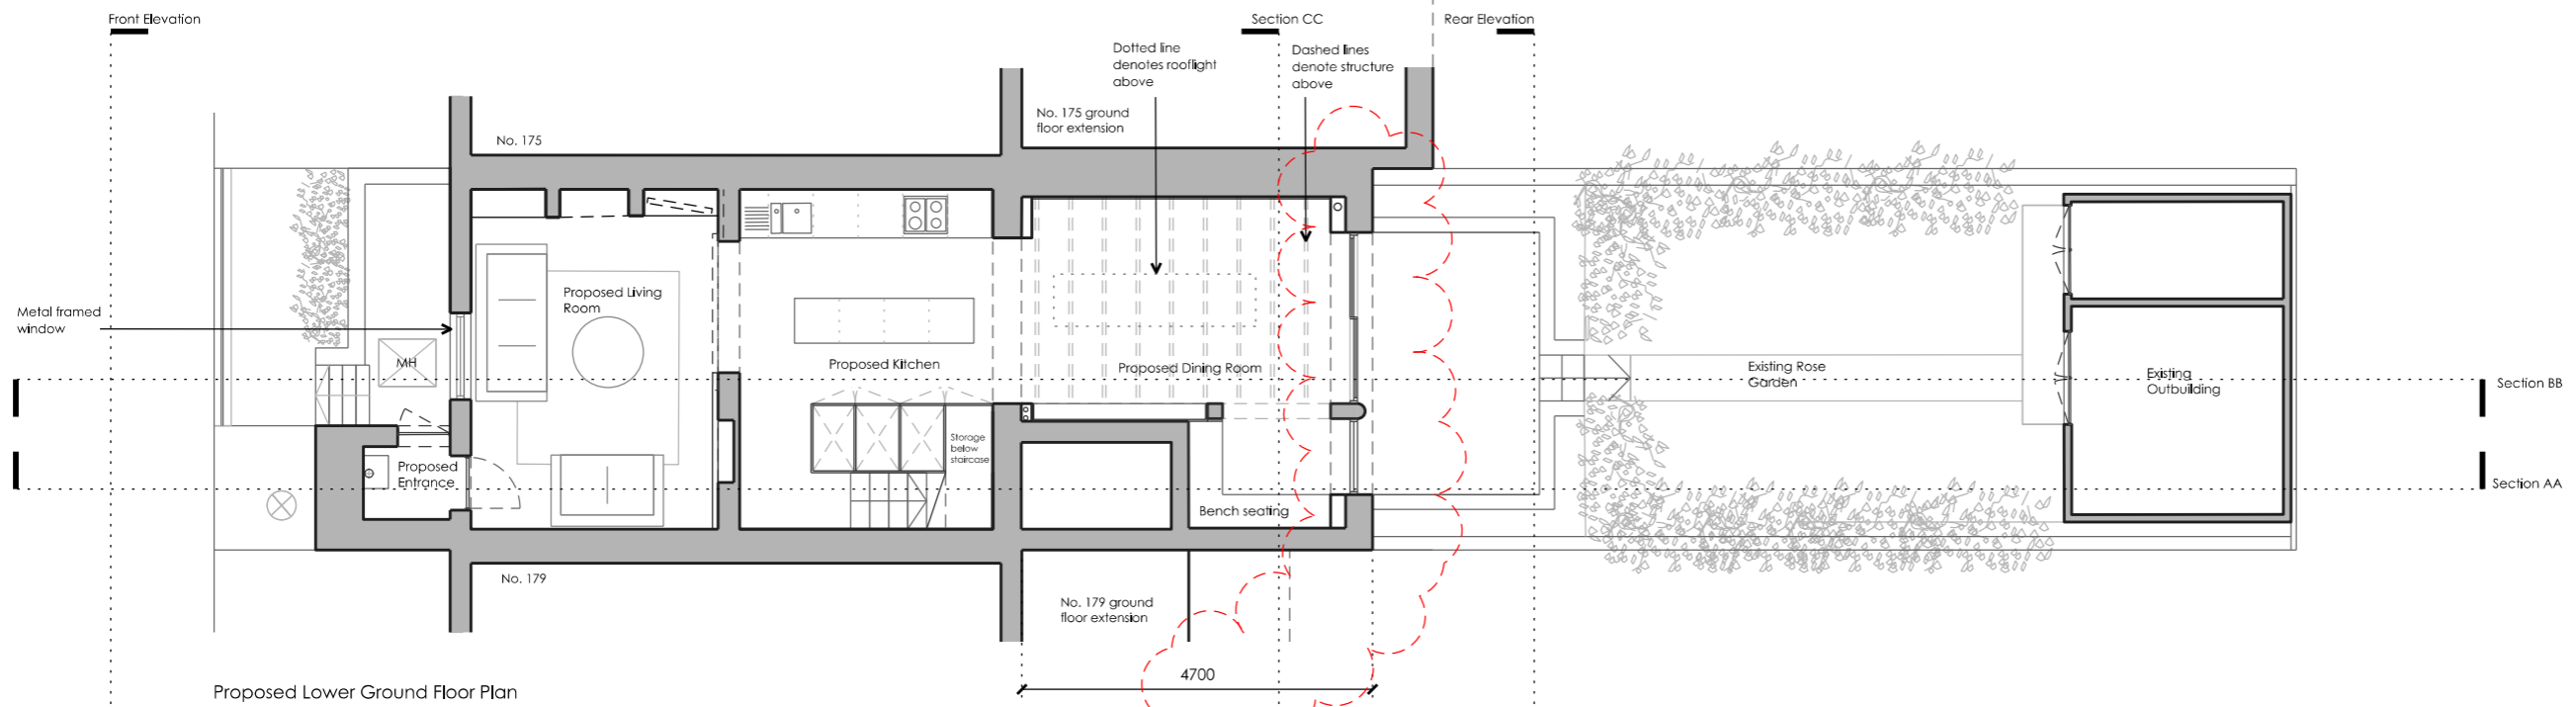 Front Elevation
Section CC
Rear Elevation
Dotted line
denotes rooflight
above
Dashed lines
denote structure
above
No. 175 ground
floor extension
No. 175
Metal framed
window
MH
Proposed Living
Room
Proposed Kitchen
Proposed Dining Room
Existing Rose
Garden
Existing
Outbuilding
Section BB
Storage
below
staircase
Proposed
Entrance
Section AA
Bench seating
No. 179
No. 179 ground
floor extension
4700
Proposed Lower Ground Floor Plan